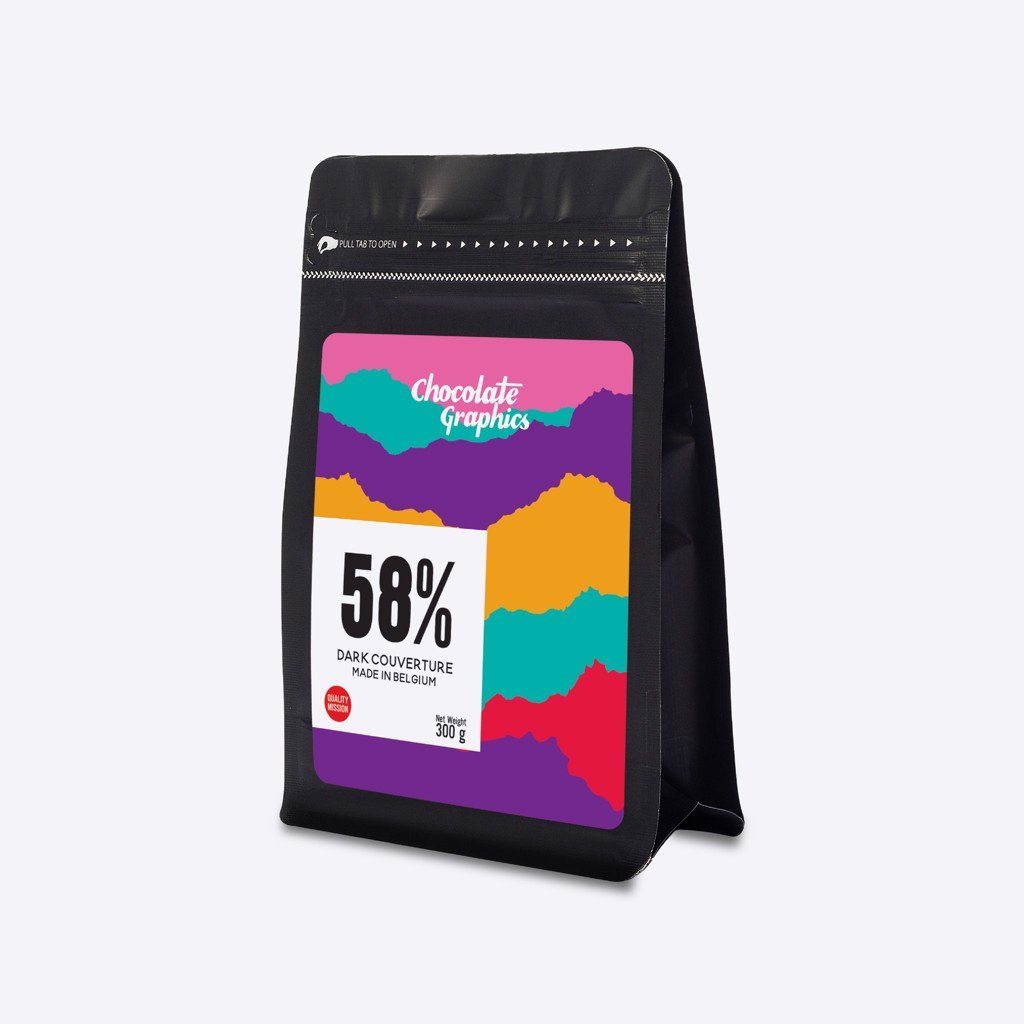 PULL TAB TO OPEN
Chocolate
Graphics
58%
DARK COUVERTURE
MADE IN BELGIUM
QUALITY
MISSION
Net Weight
300 g